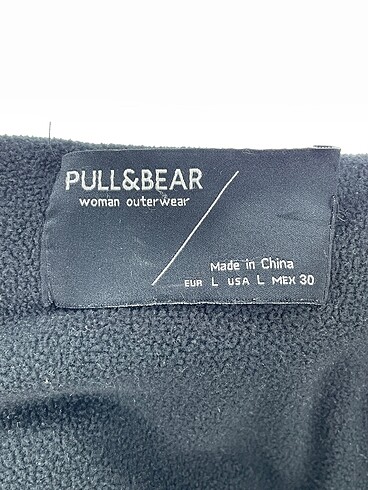 PULL&BEAR
woman outerwear
Made in China
EUR L USA L MEX 30